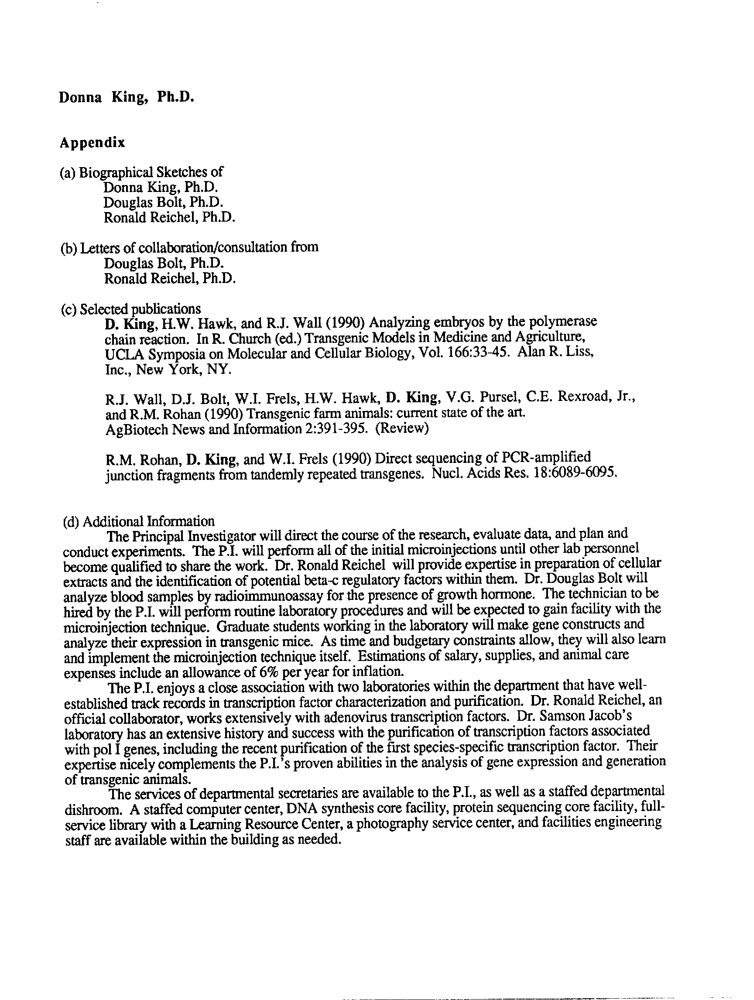 Donna King, Ph.D.
Appendix
(a) Biographical Sketches of
Donna King, Ph.D.
Douglas Bolt, Ph.D.
Ronald Reichel, Ph.D.
(b) Letters of collaboration/consultation from
Douglas Bolt, Ph.D.
Ronald Reichel, Ph.D.
(c) Selected publications
D. King, H.W. Hawk, and R.J. Wall (1990) Analyzing embryos by the polymerase
chain reaction. In R. Church (ed.) Transgenic Models in Medicine and Agriculture,
UCLA Symposia on Molecular and Cellular Biology, Vol. 166:33-45. Alan R. Liss,
Inc., New York, NY.
R.J. Wall, D.J. Bolt, W.I. Frels, H.W. Hawk, D. King, V.G. Pursel, C.E. Rexroad, Jr.,
and R.M. Rohan (1990) Transgenic farm animals: current state of the art.
AgBiotech News and Information 2:391-395. (Review)
R.M. Rohan, D. King, and W.I. Frels (1990) Direct sequencing of PCR-amplified
junction fragments from tandemly repeated transgenes. Nucl. Acids Res. 18:6089-6095.
(d) Additional Information
The Principal Investigator will direct the course of the research, evaluate data, and plan and
conduct experiments. The P.I. will perform all of the initial microinjections until other lab personnel
become qualified to share the work. Dr. Ronald Reichel will provide expertise in preparation of cellular
extracts and the identification of potential beta-c regulatory factors within them. Dr. Douglas Bolt will
analyze blood samples by radioimmunoassay for the presence of growth hormone. The technician to be
hired by the P.I. will perform routine laboratory procedures and will be expected to gain facility with the
microinjection technique. Graduate students working in the laboratory will make gene constructs and
analyze their expression in transgenic mice. As time and budgetary constraints allow, they will also learn
and implement the microinjection technique itself. Estimations of salary, supplies, and animal care
expenses include an allowance of 6% per year for inflation.
The P.I. enjoys a close association with two laboratories within the department that have well-
established track records in transcription factor characterization and purification. Dr. Ronald Reichel, an
official collaborator, works extensively with adenovirus transcription factors. Dr. Samson Jacob's
laboratory has an extensive history and success with the purification of transcription factors associated
with pol I genes, including the recent purification of the first species-specific transcription factor. Their
expertise nicely complements the P.I.'s proven abilities in the analysis of gene expression and generation
of transgenic animals.
The services of departmental secretaries are available to the P.I., as well as a staffed departmental
dishroom. A staffed computer center, DNA synthesis core facility, protein sequencing core facility, full-
service library with a Learning Resource Center, a photography service center, and facilities engineering
staff are available within the building as needed.